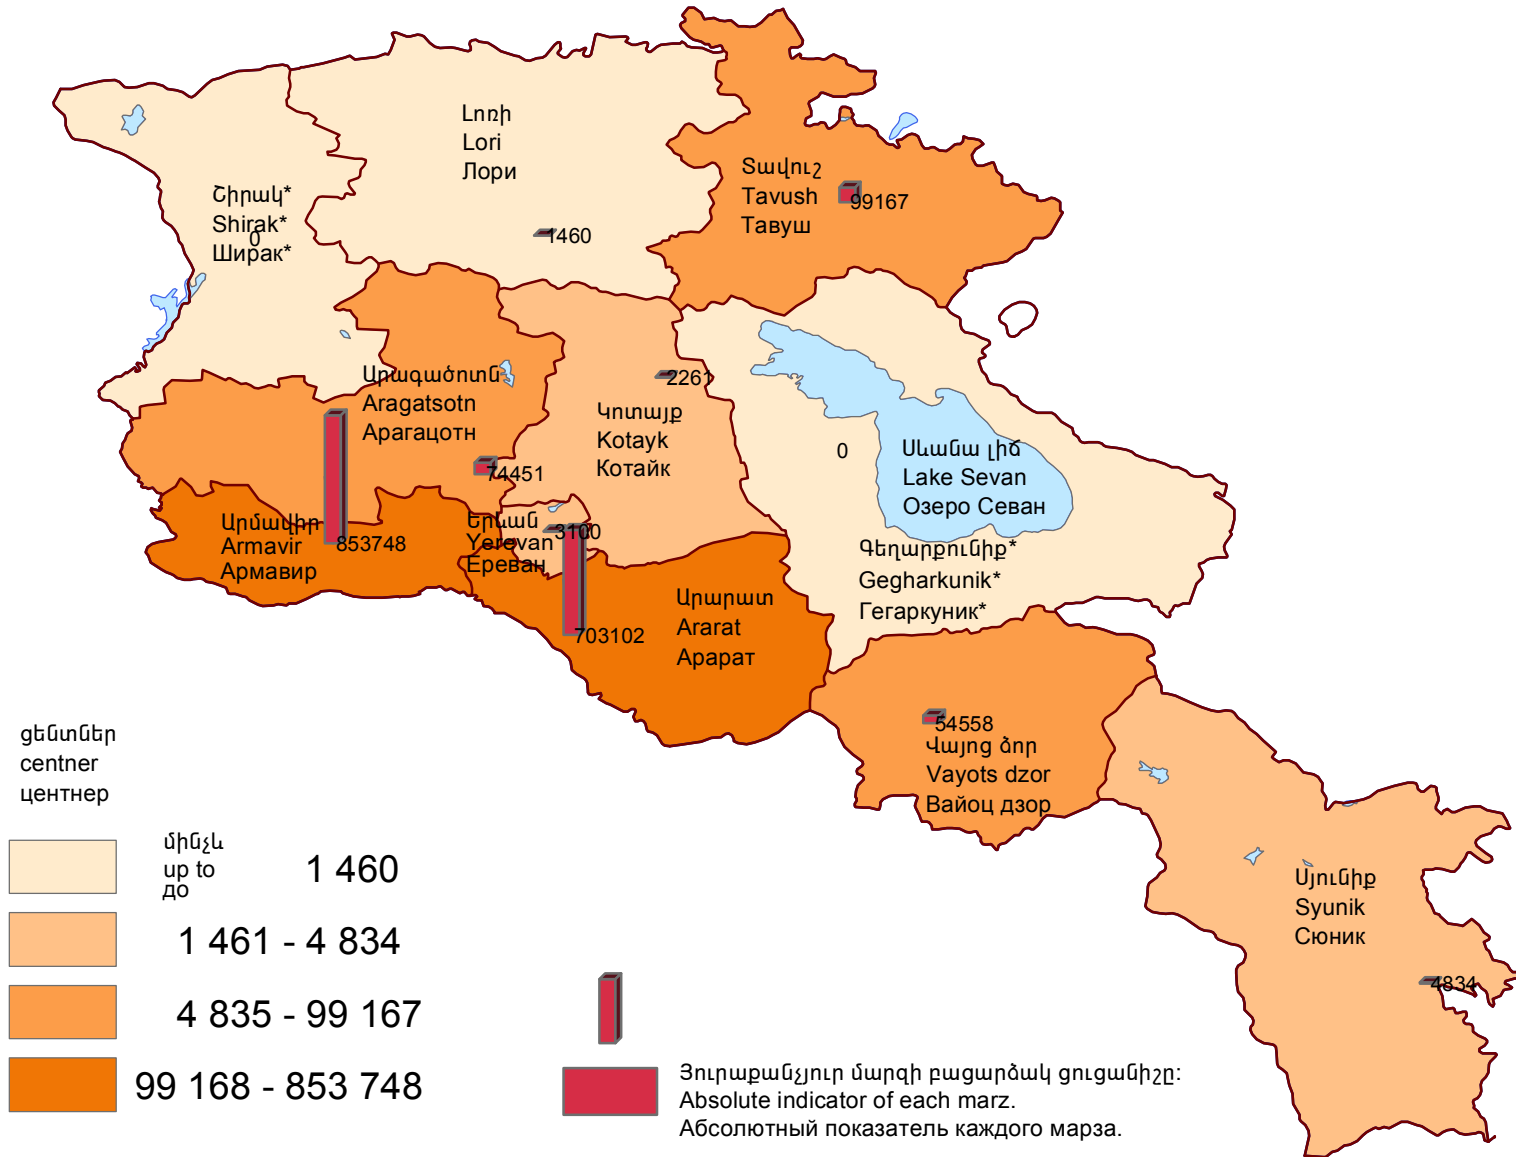 Լոռի
Lori
Лори
1460
Տավուշ
Tavush
Тавуш
99167
Շիրակ*
Shirak*
0
Ширак*
Արագածոտն
Aragatsotn
Арагацотн
74451
2261
Կոտայք
Kotayk
Котайк
0
Սևանա լիճ
Lake Sevan
Озеро Севан
Գեղարքունիք*
Gegharkunik*
Гегаркуник*
Արմավիր
Armavir
Армавир
853748
Երևան
Yerevan
Ереван
3100
703102
Արարատ
Ararat
Арарат
54558
Վայոց ձոր
Vayots dzor
Вайоц дзор
Սյունիք
Syunik
Сюник
4834
ցենտներ
centner
центнер
մինչև
up to
до
1 460
1 461 - 4 834
4 835 - 99 167
99 168 - 853 748
Յուրաքանչյուր մարզի բացարձակ ցուցանիշը:
Absolute indicator of each marz.
Абсолютный показатель каждого марза.